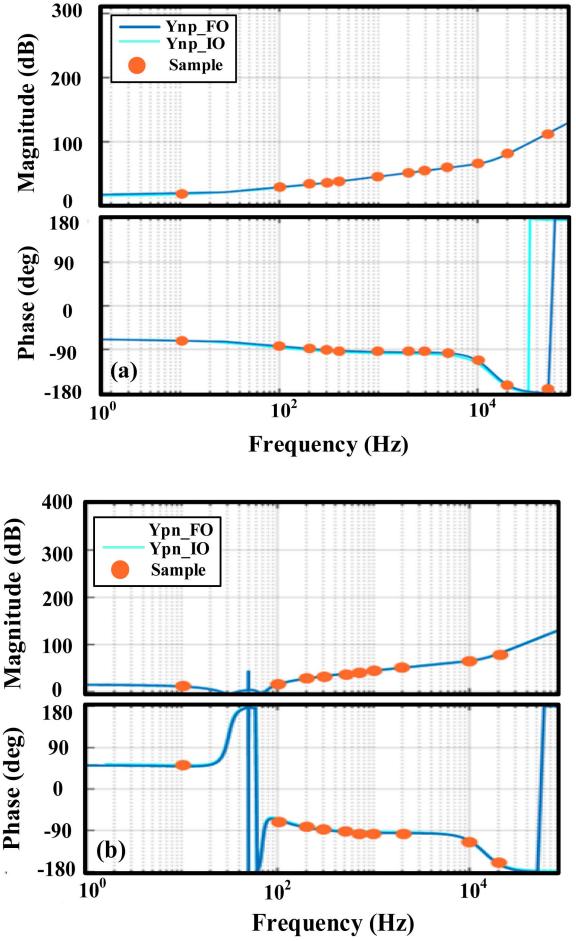 300
200
100
0
Magnitude (dB)
Ynp_FO
Ynp_IO
Sample
180
90
0
-90
-180
Phase (deg)
(a)
10^0 10^2 10^4
Frequency (Hz)
400
300
200
100
0
Magnitude (dB)
Ypn_FO
Ypn_IO
Sample
180
90
0
-90
-180
Phase (deg)
(b)
10^0 10^2 10^4
Frequency (Hz)